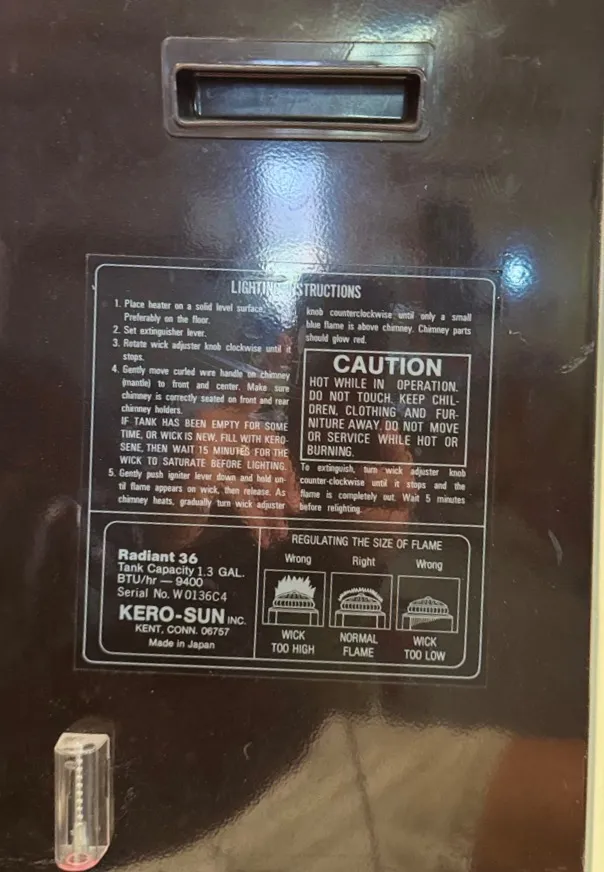 LIGHTING INSTRUCTIONS
1. Place heater on a solid level surface.
Preferably on the floor.
2. Set extinguisher lever.
3. Rotate wick adjuster knob clockwise until it
stops.
4. Gently move curled wire handle on chimney
(mantle) to front and center. Make sure
chimney is correctly seated on front and rear
chimney holders.
IF TANK HAS BEEN EMPTY FOR SOME
TIME, OR WICK IS NEW, FILL WITH KERO-
SENE, THEN WAIT 15 MINUTES FOR THE
WICK TO SATURATE BEFORE LIGHTING.
5. Gently push igniter lever down and hold un-
til flame appears on wick, then release. As
chimney heats, gradually turn wick adjuster
knob counterclockwise until only a small
blue flame is above chimney. Chimney parts
should glow red.
CAUTION
HOT WHILE IN OPERATION.
DO NOT TOUCH. KEEP CHIL-
DREN, CLOTHING AND FUR-
NITURE AWAY. DO NOT MOVE
OR SERVICE WHILE HOT OR
BURNING.
To extinguish, turn wick adjuster knob
counter-clockwise until it stops and the
flame is completely out. Wait 5 minutes
before relighting.
Radiant 36
Tank Capacity 1.3 GAL.
BTU/hr — 9400
Serial No. W0136C4
KERO-SUN INC.
KENT, CONN. 06757
Made in Japan
REGULATING THE SIZE OF FLAME
Wrong Right Wrong
WICK NORMAL WICK
TOO HIGH FLAME TOO LOW